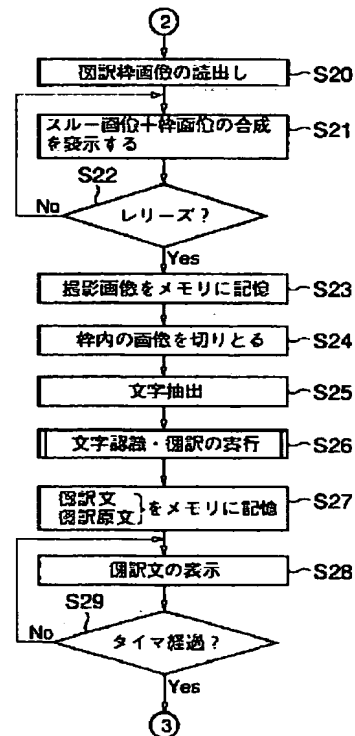 2
翻訳枠画像の読出し
S20
スルー画像+枠画像の合成
を表示する
S21
S22
レリーズ?
No
Yes
撮影画像をメモリに記憶
S23
枠内の画像を切りとる
S24
文字抽出
S25
文字認識・翻訳の実行
S26
翻訳文
翻訳原文
}をメモリに記憶
S27
翻訳文の表示
S28
S29
タイマ経過?
No
Yes
3